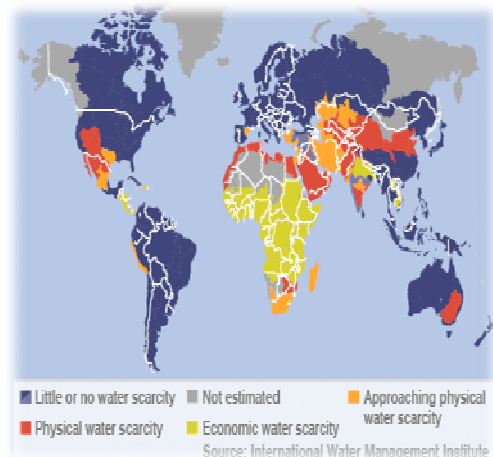 Little or no water scarcity
Not estimated
Approaching physical
water scarcity
Physical water scarcity
Economic water scarcity
Source: International Water Management Institute